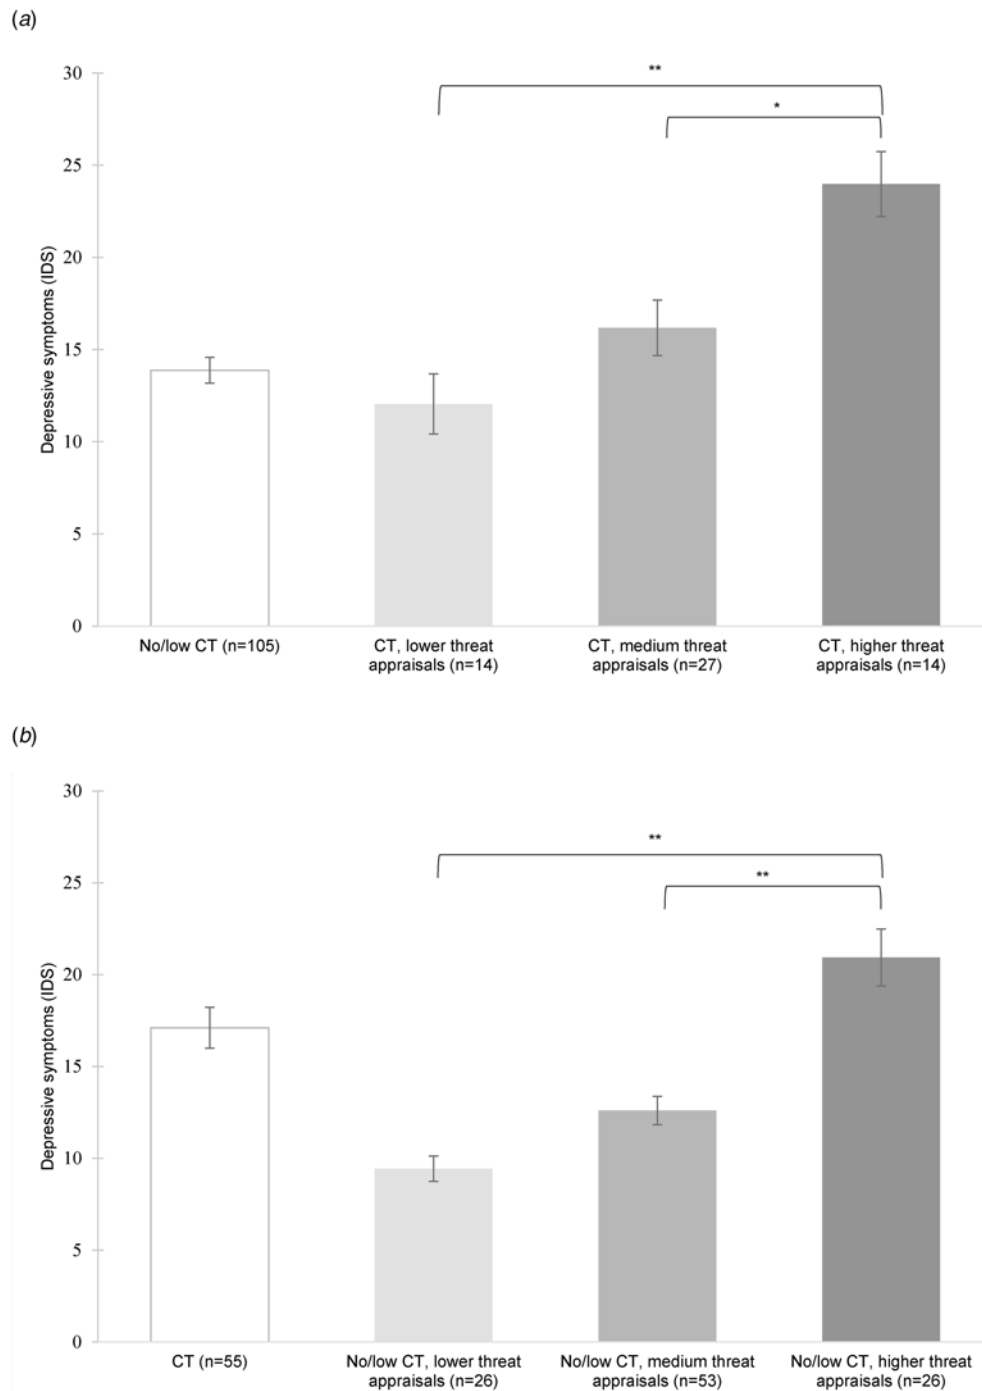 (a)
30
**
*
25
20
15
10
5
0
Depressive symptoms (IDS)
No/low CT (n=105)
CT, lower threat
appraisals (n=14)
CT, medium threat
appraisals (n=27)
CT, higher threat
appraisals (n=14)
(b)
30
**
**
25
20
15
10
5
0
Depressive symptoms (IDS)
CT (n=55)
No/low CT, lower threat
appraisals (n=26)
No/low CT, medium threat
appraisals (n=53)
No/low CT, higher threat
appraisals (n=26)